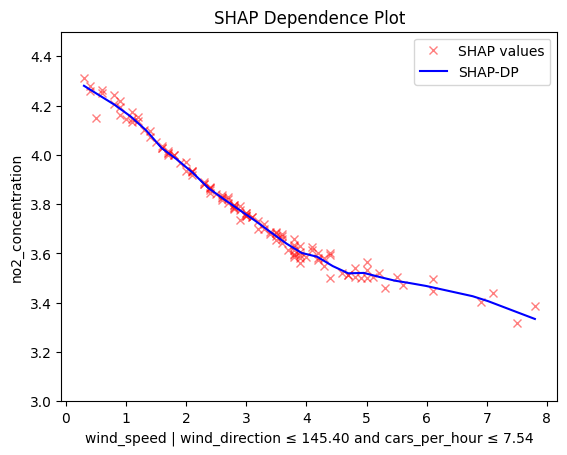 SHAP Dependence Plot
SHAP values
SHAP-DP
no2_concentration
4.4
4.2
4.0
3.8
3.6
3.4
3.2
3.0
0 1 2 3 4 5 6 7 8
wind_speed | wind_direction ≤ 145.40 and cars_per_hour ≤ 7.54